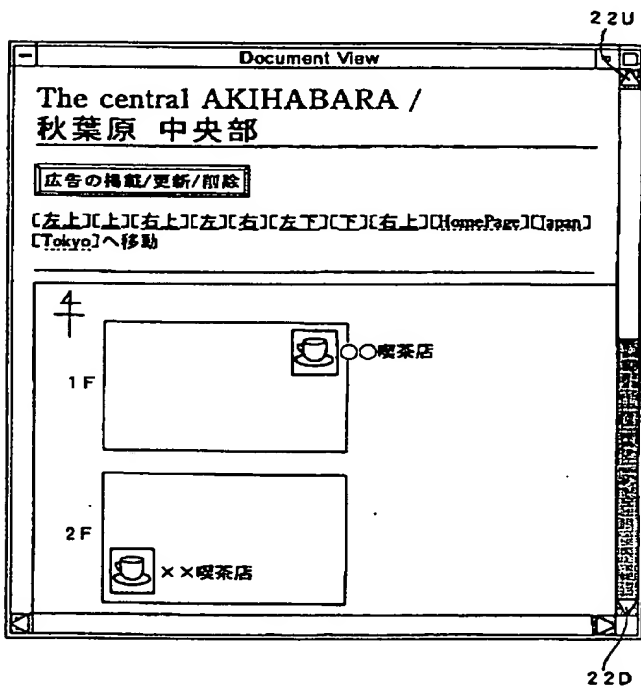 22U
Document View
The central AKIHABARA /
秋葉原 中央部
広告の掲載/更新/削除
[左上][上][右上][左][右][左下][下][右上][HomePage][Japan]
[Tokyo]へ移動
1F
○○喫茶店
2F
××喫茶店
22D